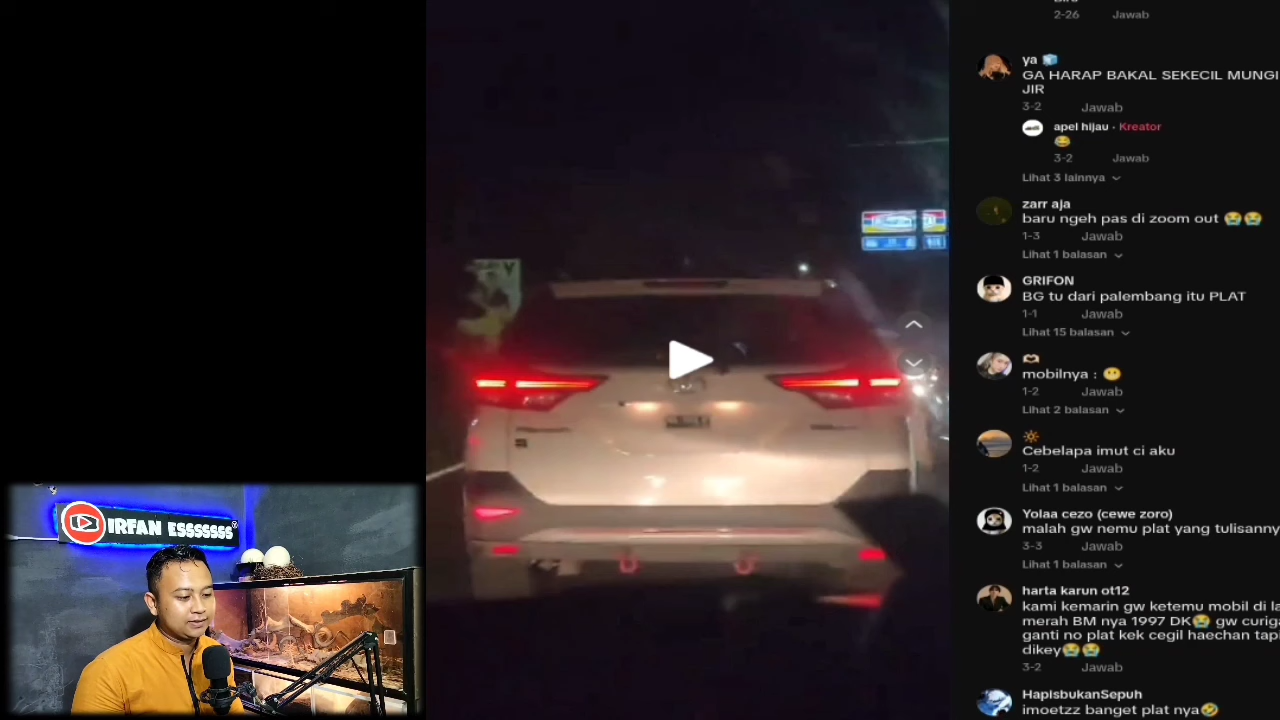 IRFAN ESSSSSSS
2-26 Jawab
ya
GA HARAP BAKAL SEKECIL MUNGI
JIR
3-2 Jawab
apel hijau · Kreator
3-2 Jawab
Lihat 3 lainnya
zarr aja
baru ngeh pas di zoom out 😭😭
1-3 Jawab
Lihat 1 balasan
GRIFON
BG tu dari palembang itu PLAT
1-1 Jawab
Lihat 15 balasan
mobilnya : 😬
1-2 Jawab
Lihat 2 balasan
Cebelapa imut ci aku
1-2 Jawab
Lihat 1 balasan
Yolaa cezo (cewe zoro)
malah gw nemu plat yang tulisanny
3-3 Jawab
Lihat 1 balasan
harta karun ot12
kami kemarin gw ketemu mobil di la
merah BM nya 1997 DK😭 gw curiga
ganti no plat kek cegil haechan tapi
dikey😭😭
3-2 Jawab
HapIsbukanSepuh
imoetzz banget plat nya🤣